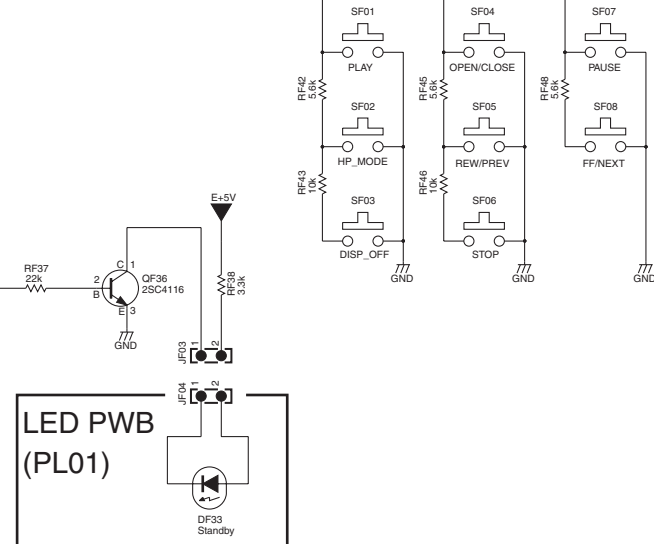 SF01
PLAY
RF42
5.6k
SF02
HP_MODE
RF43
10k
SF03
DISP_OFF
GND
SF04
OPEN/CLOSE
RF45
5.6k
SF05
REW/PREV
RF46
10k
SF06
STOP
GND
SF07
PAUSE
RF48
5.6k
SF08
FF/NEXT
GND
E+5V
RF37
22k
C 1
2
B
E 3
QF36
2SC4116
GND
RF38
3.3k
JF03
1 2
JF04
1 2
LED PWB
(PL01)
DF33
Standby